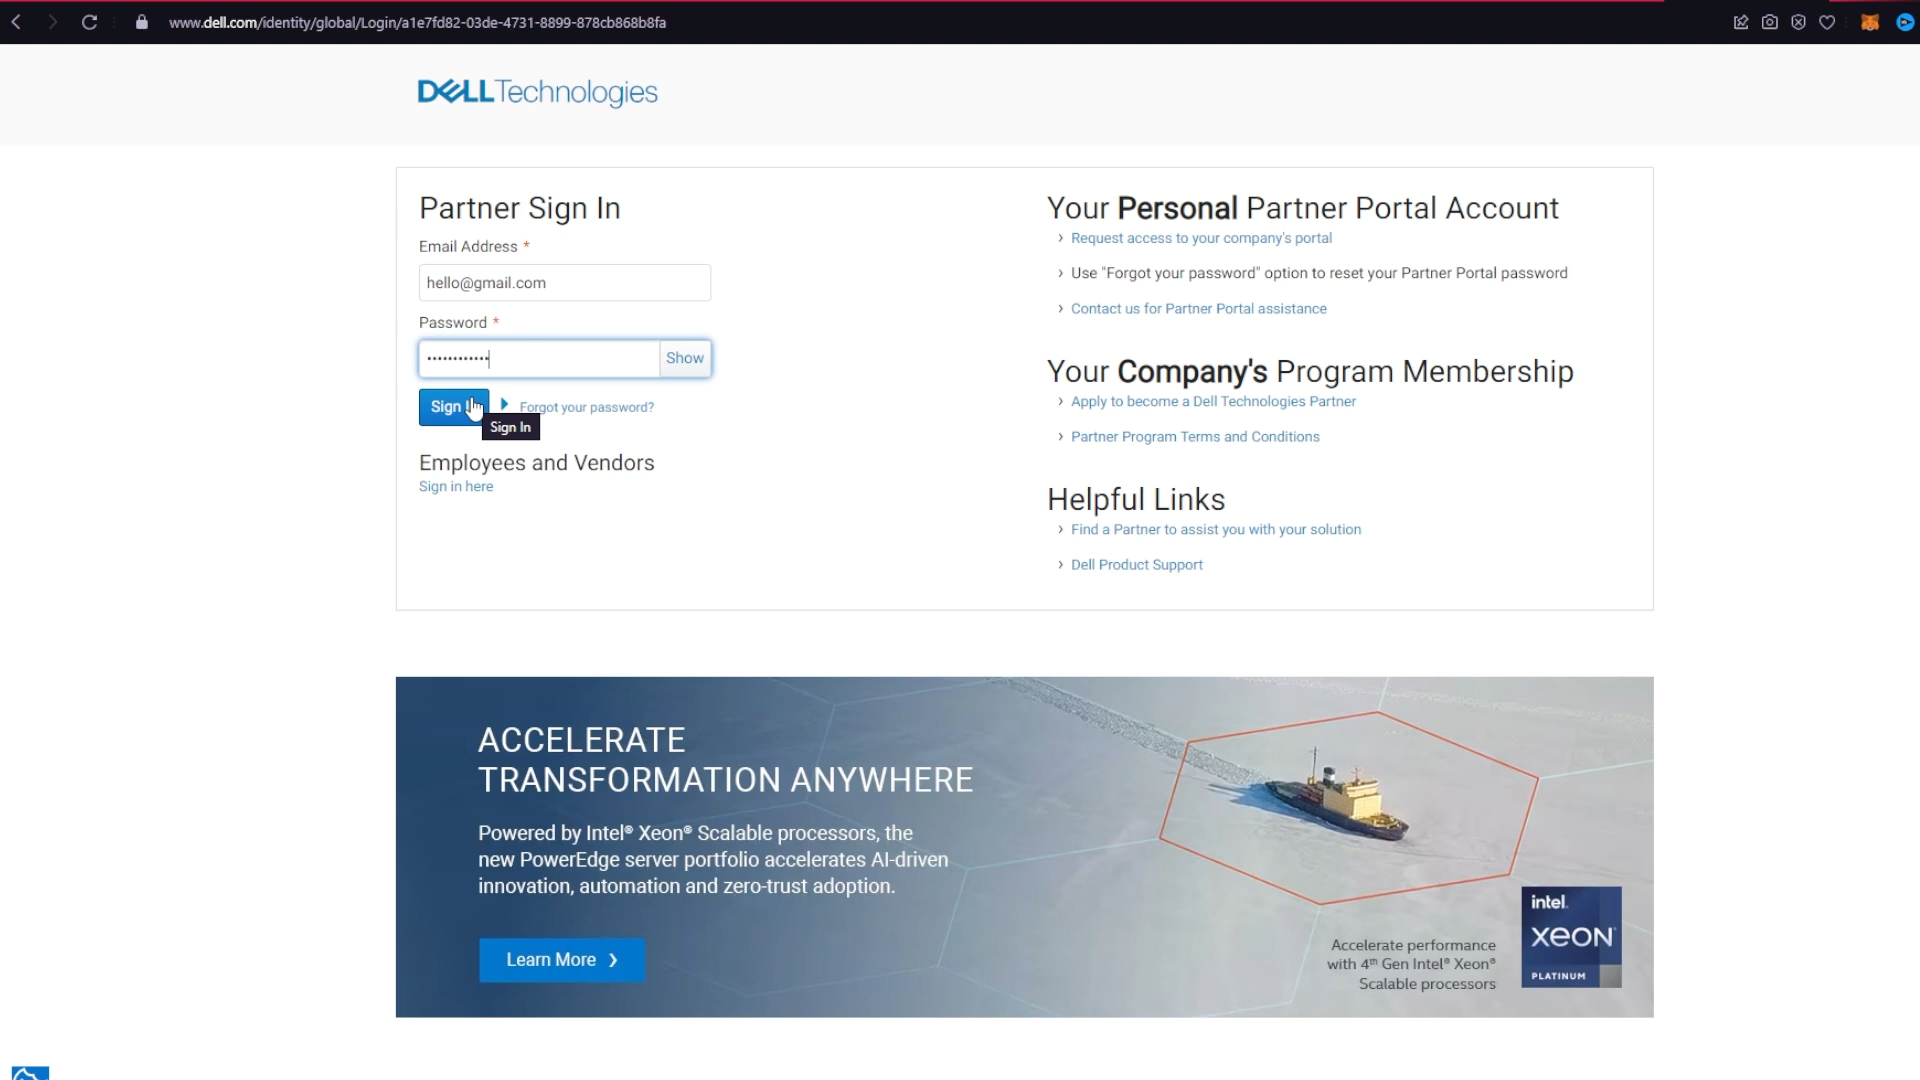 www.dell.com/identity/global/Login/a1e7fd82-03de-4731-8899-878cb868b8fa
DELLTechnologies
Partner Sign In
Email Address *
hello@gmail.com
Password *
•••••••••••• Show
Sign Forgot your password?
Sign In
Employees and Vendors
Sign in here
Your Personal Partner Portal Account
› Request access to your company's portal
› Use "Forgot your password" option to reset your Partner Portal password
› Contact us for Partner Portal assistance
Your Company's Program Membership
› Apply to become a Dell Technologies Partner
› Partner Program Terms and Conditions
Helpful Links
› Find a Partner to assist you with your solution
› Dell Product Support
ACCELERATE
TRANSFORMATION ANYWHERE
Powered by Intel® Xeon® Scalable processors, the
new PowerEdge server portfolio accelerates AI-driven
innovation, automation and zero-trust adoption.
Learn More ❯
Accelerate performance
with 4th Gen Intel® Xeon®
Scalable processors
intel.
XEON®
PLATINUM